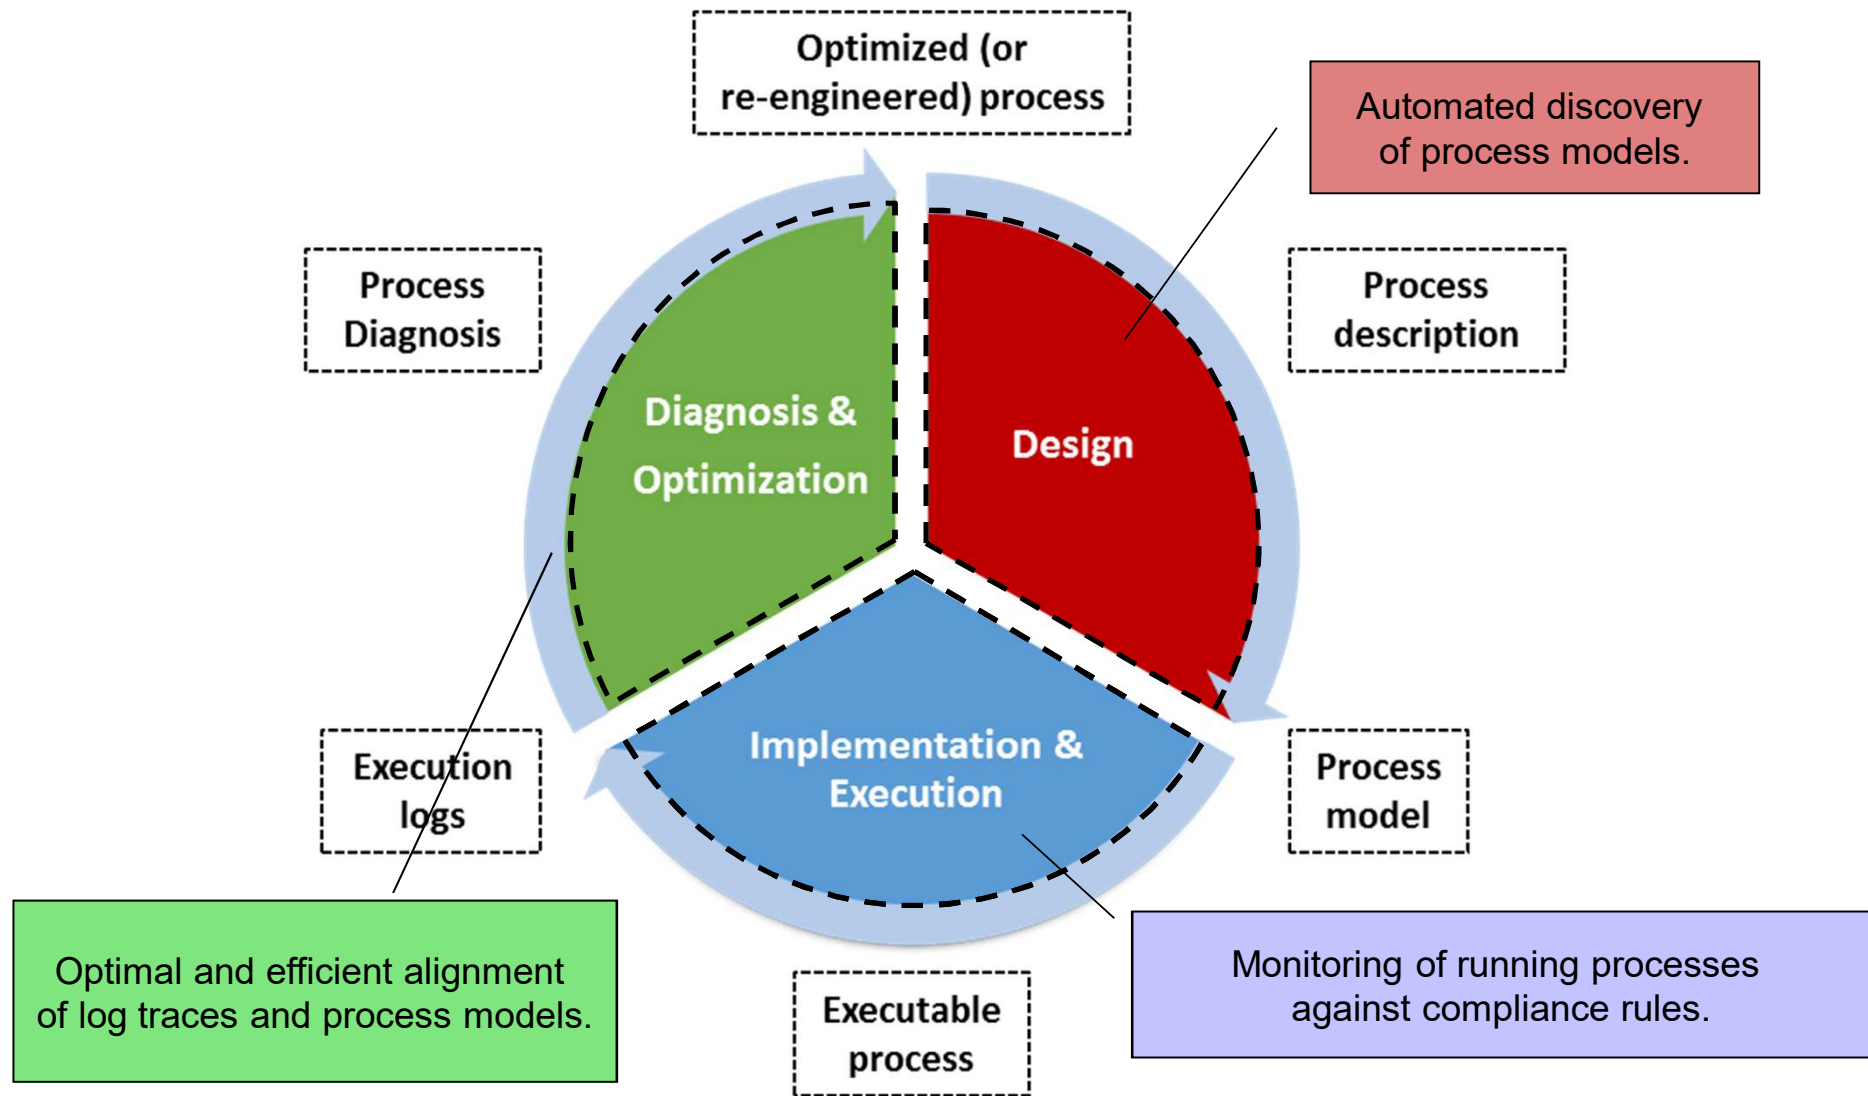 Optimized (or
re-engineered) process
Automated discovery
of process models.
Process
Diagnosis
Process
description
Diagnosis &
Optimization
Design
Implementation &
Execution
Execution
logs
Process
model
Optimal and efficient alignment
of log traces and process models.
Executable
process
Monitoring of running processes
against compliance rules.